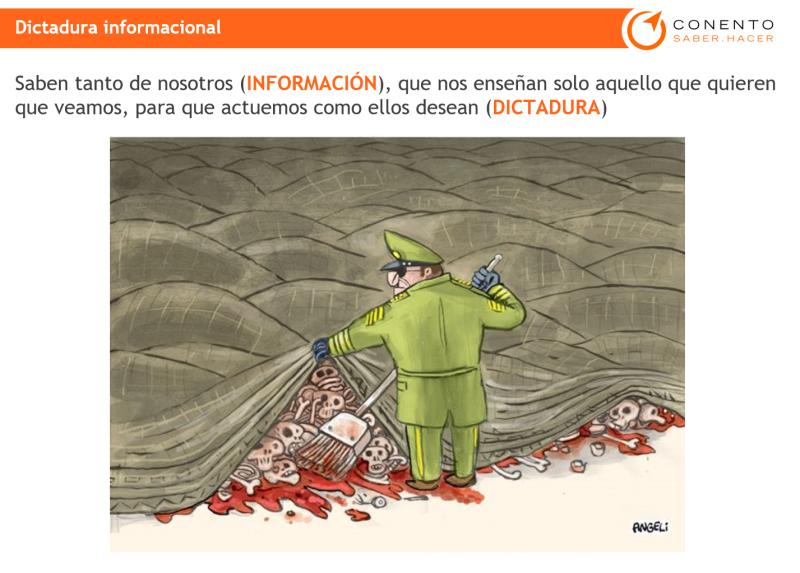 Dictadura informacional
CONENTO
SABER.HACER
Saben tanto de nosotros (INFORMACIÓN), que nos enseñan solo aquello que quieren
que veamos, para que actuemos como ellos desean (DICTADURA)
ANGELI